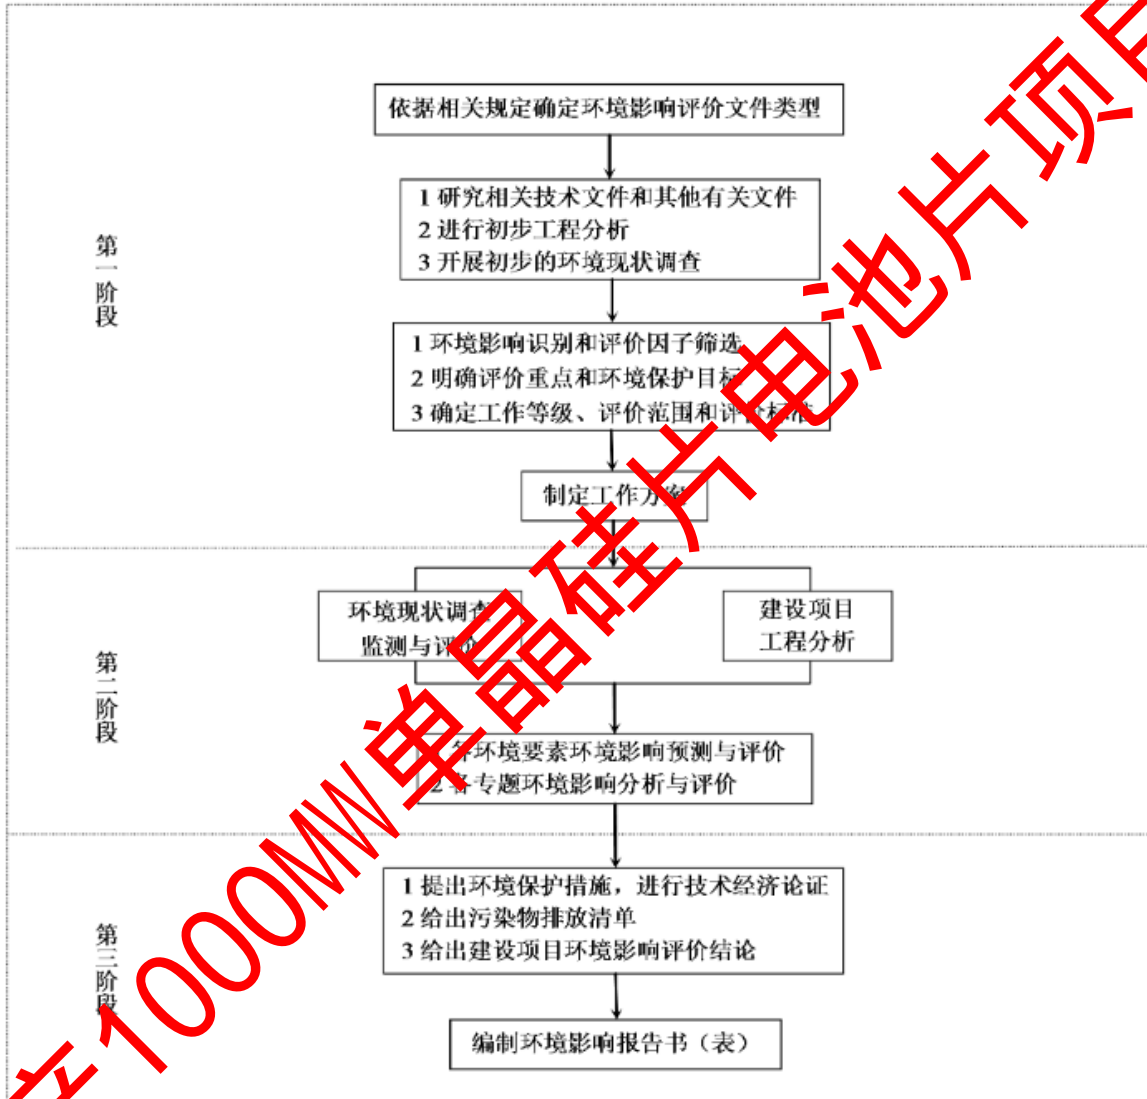 依据相关规定确定环境影响评价文件类型
1 研究相关技术文件和其他有关文件
2 进行初步工程分析
3 开展初步的环境现状调查
第一阶段
1 环境影响识别和评价因子筛选
2 明确评价重点和环境保护目标
3 确定工作等级、评价范围和评价标准
制定工作方案
环境现状调查
监测与评价
建设项目
工程分析
第二阶段
各环境要素环境影响预测与评价
2 各专题环境影响分析与评价
1 提出环境保护措施，进行技术经济论证
2 给出污染物排放清单
3 给出建设项目环境影响评价结论
第三阶段
编制环境影响报告书（表）
产1000MW单晶硅片电池片项目